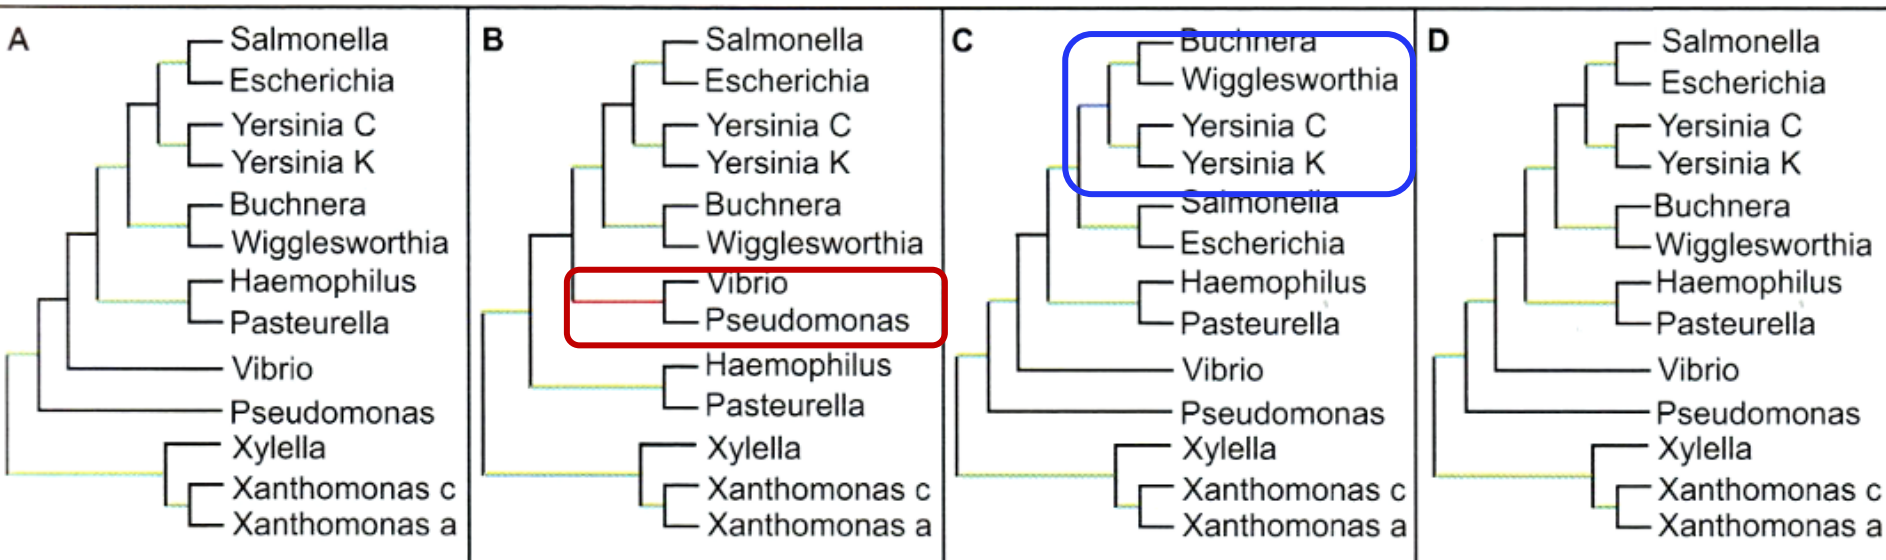 A
Salmonella
Escherichia
Yersinia C
Yersinia K
Buchnera
Wigglesworthia
Haemophilus
Pasteurella
Vibrio
Pseudomonas
Xylella
Xanthomonas c
Xanthomonas a
B
Salmonella
Escherichia
Yersinia C
Yersinia K
Buchnera
Wigglesworthia
Vibrio
Pseudomonas
Haemophilus
Pasteurella
Xylella
Xanthomonas c
Xanthomonas a
C
Buchnera
Wigglesworthia
Yersinia C
Yersinia K
Salmonella
Escherichia
Haemophilus
Pasteurella
Vibrio
Pseudomonas
Xylella
Xanthomonas c
Xanthomonas a
D
Salmonella
Escherichia
Yersinia C
Yersinia K
Buchnera
Wigglesworthia
Haemophilus
Pasteurella
Vibrio
Pseudomonas
Xylella
Xanthomonas c
Xanthomonas a